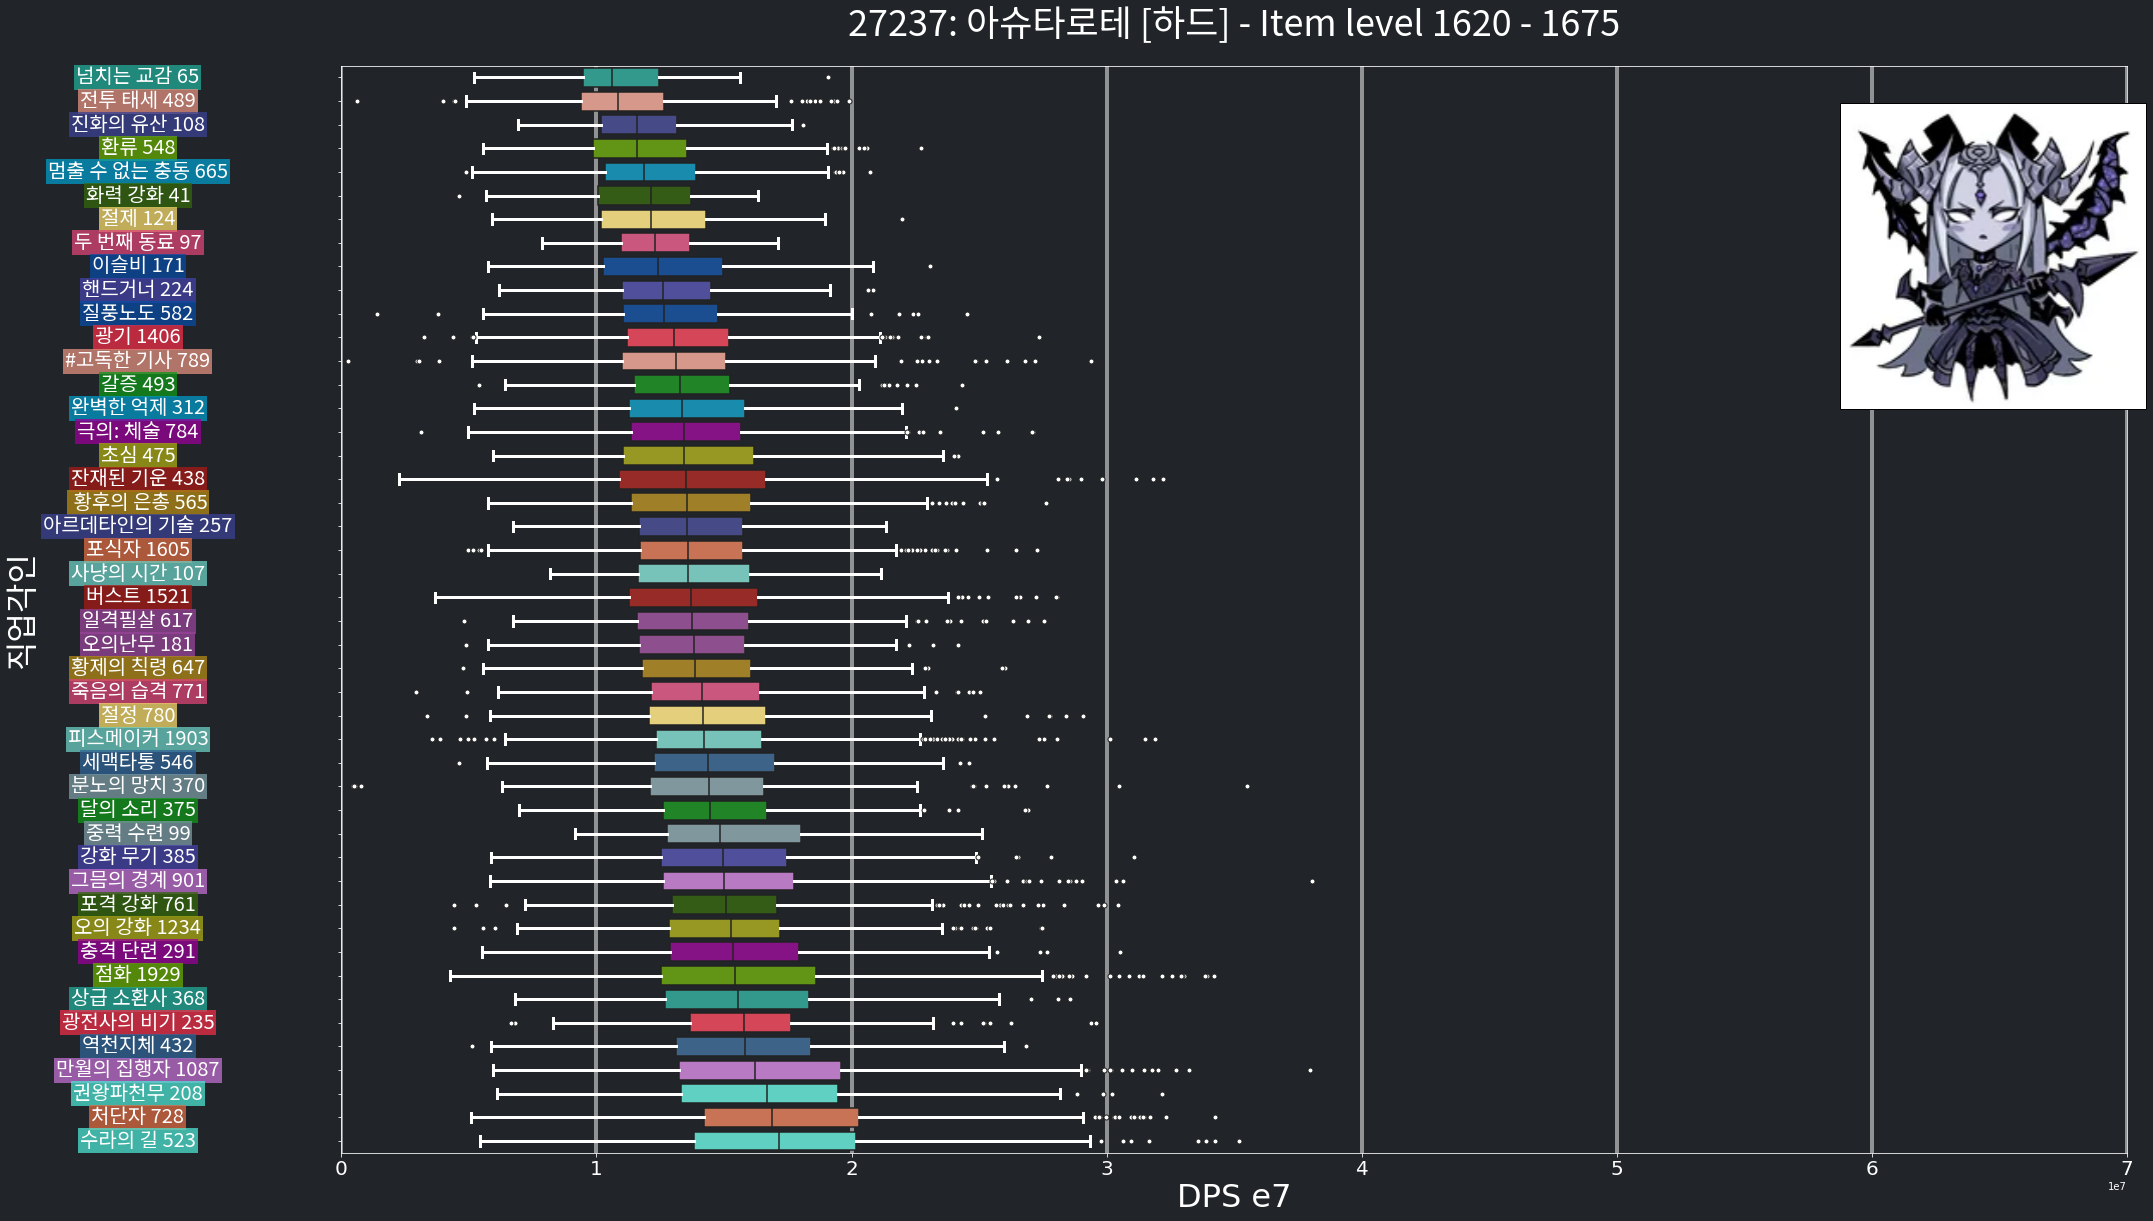 27237: 아슈타로테 [하드] - Item level 1620 - 1675
넘치는 교감 65
전투 태세 489
진화의 유산 108
환류 548
멈출 수 없는 충동 665
화력 강화 41
절제 124
두 번째 동료 97
이슬비 171
핸드거너 224
질풍노도 582
광기 1406
#고독한 기사 789
갈증 493
완벽한 억제 312
극의: 체술 784
초심 475
잔재된 기운 438
황후의 은총 565
아르데타인의 기술 257
포식자 1605
사냥의 시간 107
버스트 1521
일격필살 617
오의난무 181
황제의 칙령 647
죽음의 습격 771
절정 780
피스메이커 1903
세맥타통 546
분노의 망치 370
달의 소리 375
중력 수련 99
강화 무기 385
그믐의 경계 901
포격 강화 761
오의 강화 1234
충격 단련 291
점화 1929
상급 소환사 368
광전사의 비기 235
역천지체 432
만월의 집행자 1087
권왕파천무 208
처단자 728
수라의 길 523
직업각인
0 1 2 3 4 5 6 7
1e7
DPS e7